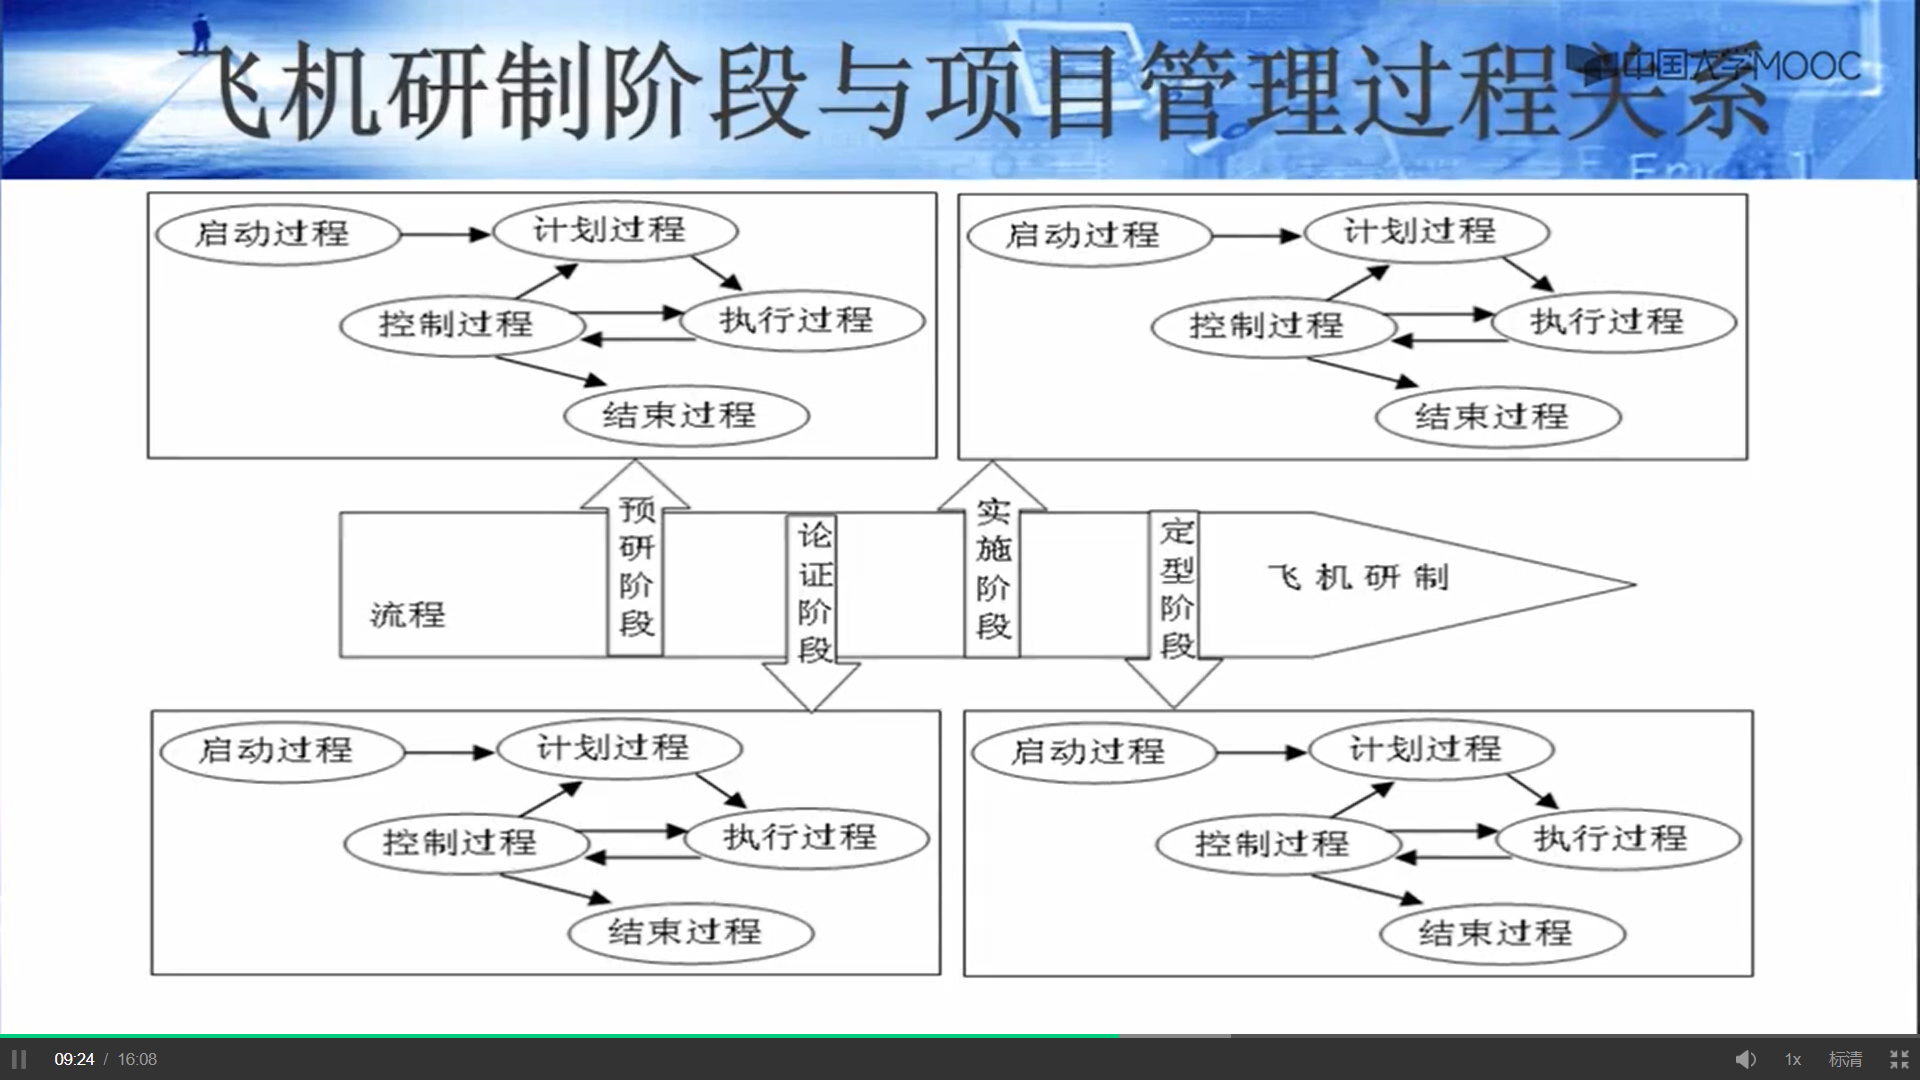 飞机研制阶段与项目管理过程关系
中国大学MOOC
启动过程
计划过程
控制过程
执行过程
结束过程
启动过程
计划过程
控制过程
执行过程
结束过程
流程
预研阶段
论证阶段
实施阶段
定型阶段
飞机研制
启动过程
计划过程
控制过程
执行过程
结束过程
启动过程
计划过程
控制过程
执行过程
结束过程
09:24 / 16:08
1x
标清